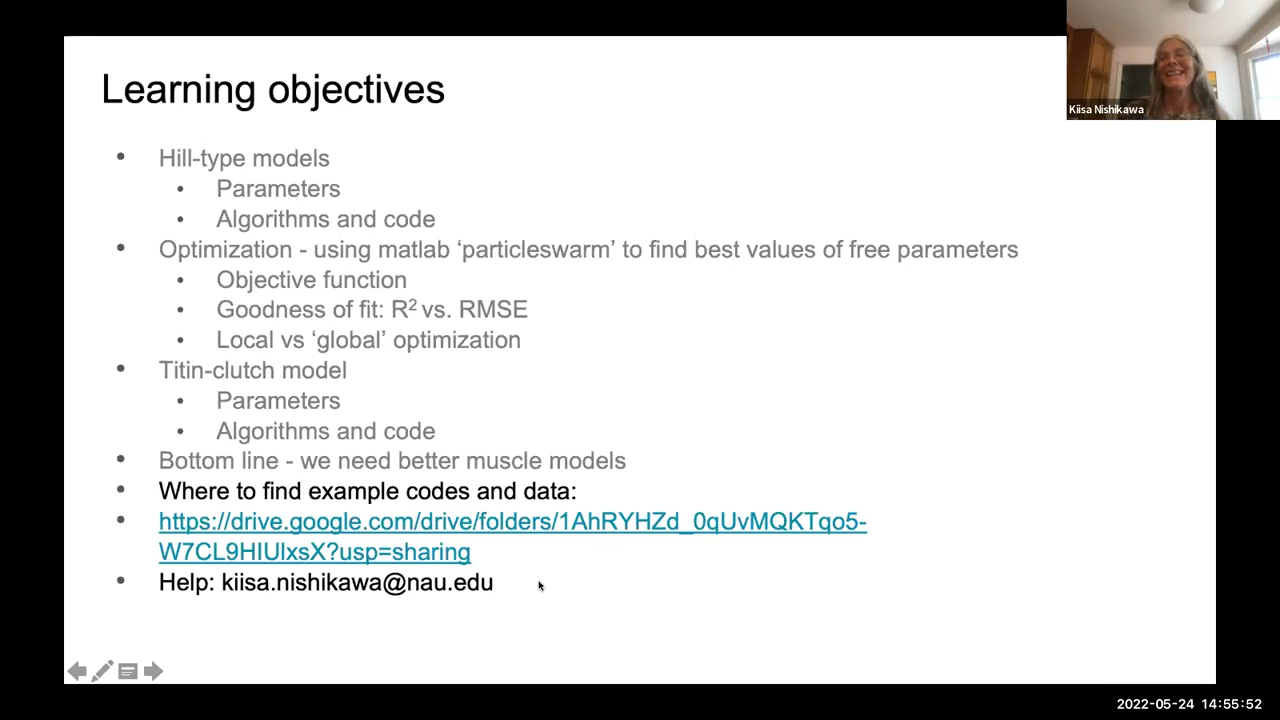 Learning objectives
Kiisa Nishikawa
• Hill-type models
• Parameters
• Algorithms and code
• Optimization - using matlab ‘particleswarm’ to find best values of free parameters
• Objective function
• Goodness of fit: R² vs. RMSE
• Local vs ‘global’ optimization
• Titin-clutch model
• Parameters
• Algorithms and code
• Bottom line - we need better muscle models
• Where to find example codes and data:
• https://drive.google.com/drive/folders/1AhRYHZd_0qUvMQKTqo5-
W7CL9HIUlxsX?usp=sharing
• Help: kiisa.nishikawa@nau.edu
2022-05-24 14:55:52